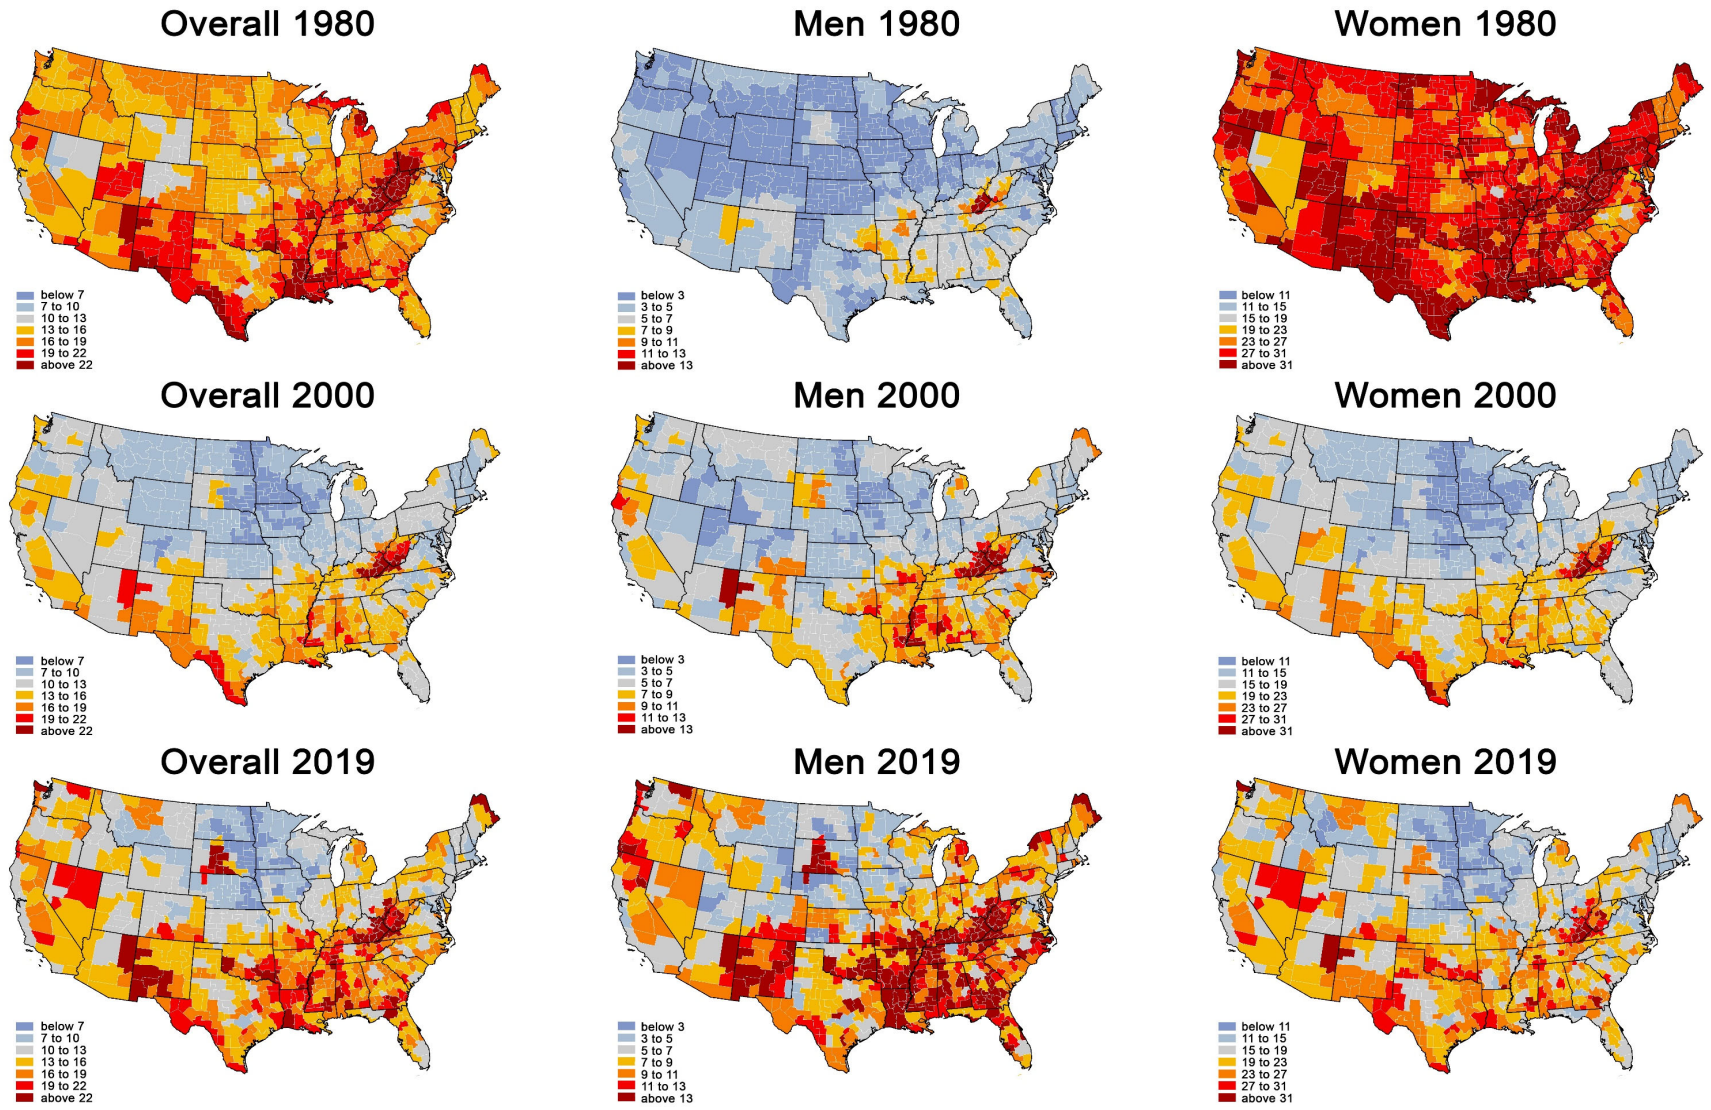 Overall 1980
Men 1980
Women 1980
below 7
7 to 10
10 to 13
13 to 16
16 to 19
19 to 22
above 22
below 3
3 to 5
5 to 7
7 to 9
9 to 11
11 to 13
above 13
below 11
11 to 15
15 to 19
19 to 23
23 to 27
27 to 31
above 31
Overall 2000
Men 2000
Women 2000
below 7
7 to 10
10 to 13
13 to 16
16 to 19
19 to 22
above 22
below 3
3 to 5
5 to 7
7 to 9
9 to 11
11 to 13
above 13
below 11
11 to 15
15 to 19
19 to 23
23 to 27
27 to 31
above 31
Overall 2019
Men 2019
Women 2019
below 7
7 to 10
10 to 13
13 to 16
16 to 19
19 to 22
above 22
below 3
3 to 5
5 to 7
7 to 9
9 to 11
11 to 13
above 13
below 11
11 to 15
15 to 19
19 to 23
23 to 27
27 to 31
above 31